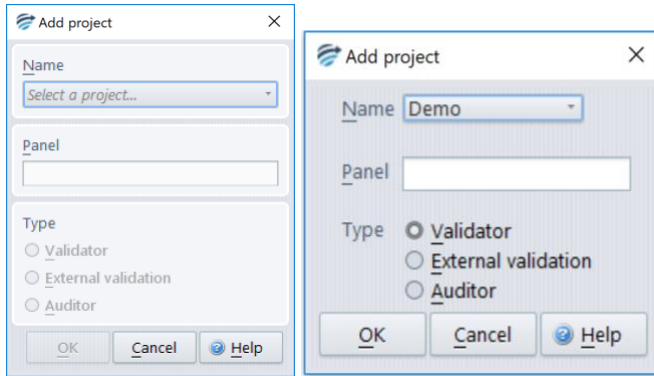 Add project
Name
Select a project...
Panel
Type
Validator
External validation
Auditor
OK Cancel Help
Add project
Name Demo
Panel
Type Validator
External validation
Auditor
OK Cancel Help